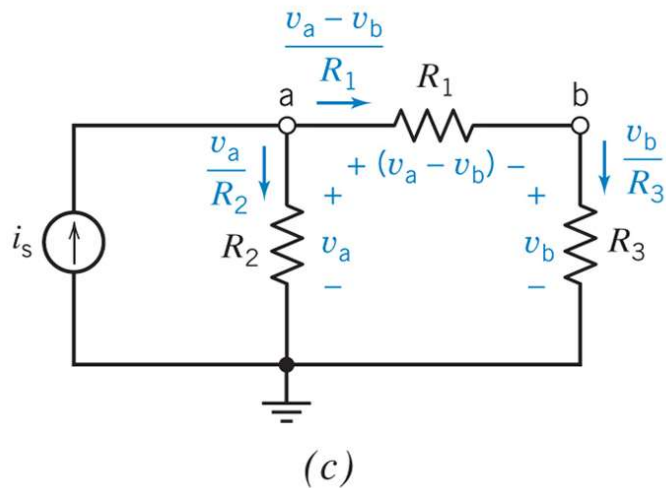 v_a − v_b
R_1
R_1
a
b
v_a
R_2
+ (v_a − v_b) −
v_b
R_3
+
+
i_s
R_2
v_a
v_b
R_3
−
−
(c)